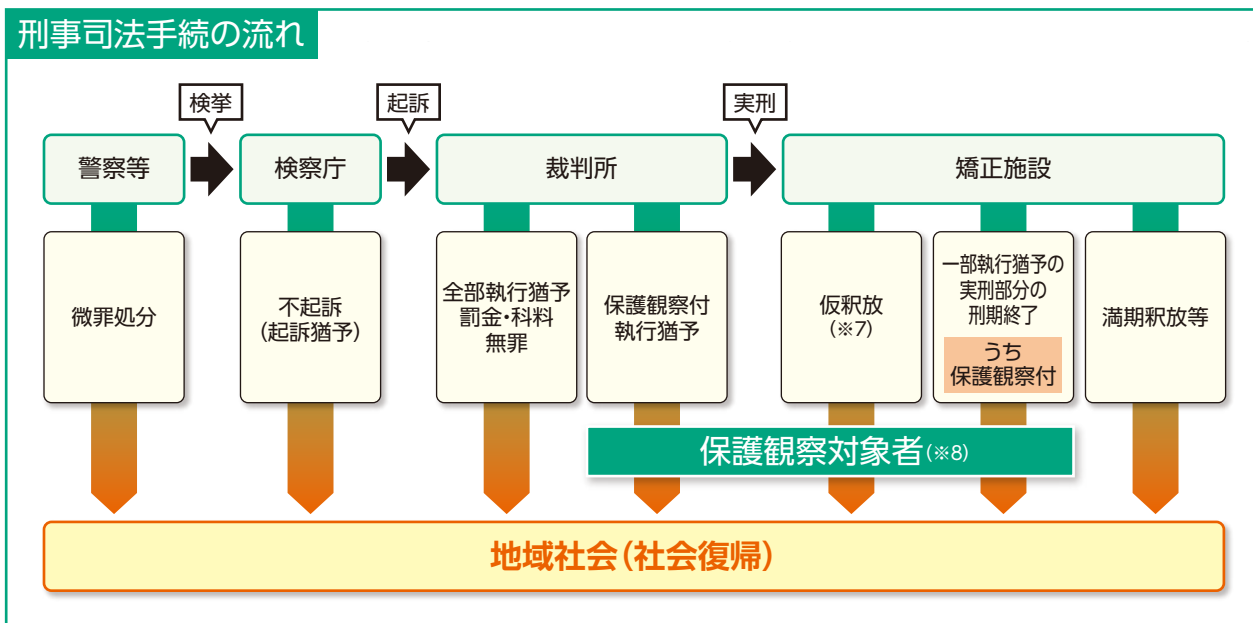 刑事司法手続の流れ
検挙
起訴
実刑
警察等
検察庁
裁判所
矯正施設
微罪処分
不起訴
(起訴猶予)
全部執行猶予
罰金・科料
無罪
保護観察付
執行猶予
仮釈放
(※7)
一部執行猶予の
実刑部分の
刑期終了
うち
保護観察付
満期釈放等
保護観察対象者(※8)
地域社会(社会復帰)